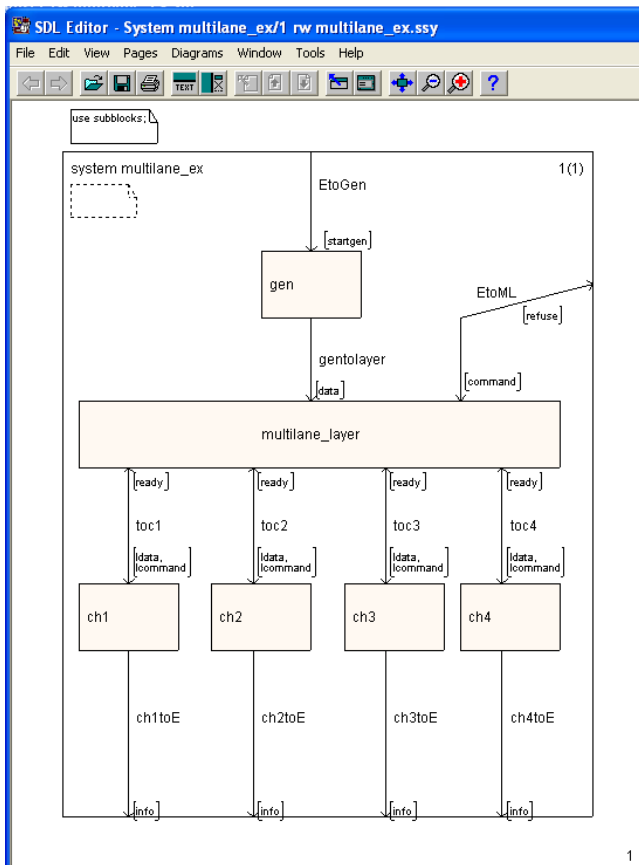 SDL Editor - System multilane_ex/1 rw multilane_ex.ssy
File Edit View Pages Diagrams Window Tools Help
TEXT
?
use subblocks;
system multilane_ex
1(1)
EtoGen
[startgen]
gen
EtoML
[refuse]
gentolayer
[data]
[command]
multilane_layer
[ready] [ready] [ready] [ready]
toc1 toc2 toc3 toc4
[ldata, [ldata, [ldata, [ldata,
lcommand] lcommand] lcommand] lcommand]
ch1 ch2 ch3 ch4
ch1toE ch2toE ch3toE ch4toE
[info] [info] [info] [info]
1